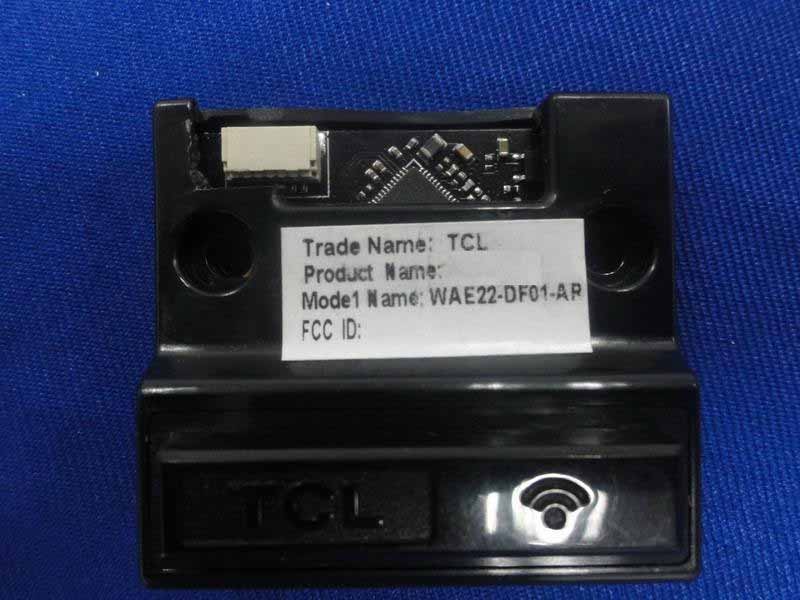 Trade Name: TCL
Product Name:
Mode1 Name: WAE22-DF01-AR
FCC ID:
TCL